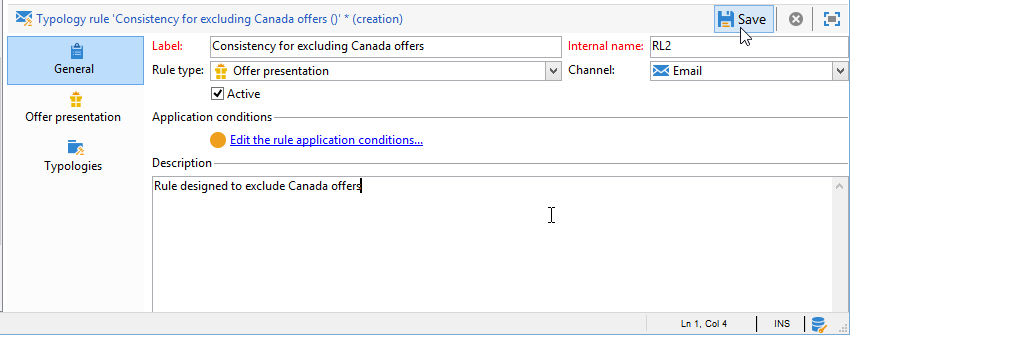 Typology rule 'Consistency for excluding Canada offers ()' * (creation)
Save
General
Offer presentation
Typologies
Label: Consistency for excluding Canada offers Internal name: RL2
Rule type: Offer presentation Channel: Email
Active
Application conditions
Edit the rule application conditions...
Description
Rule designed to exclude Canada offers
Ln 1, Col 4 INS